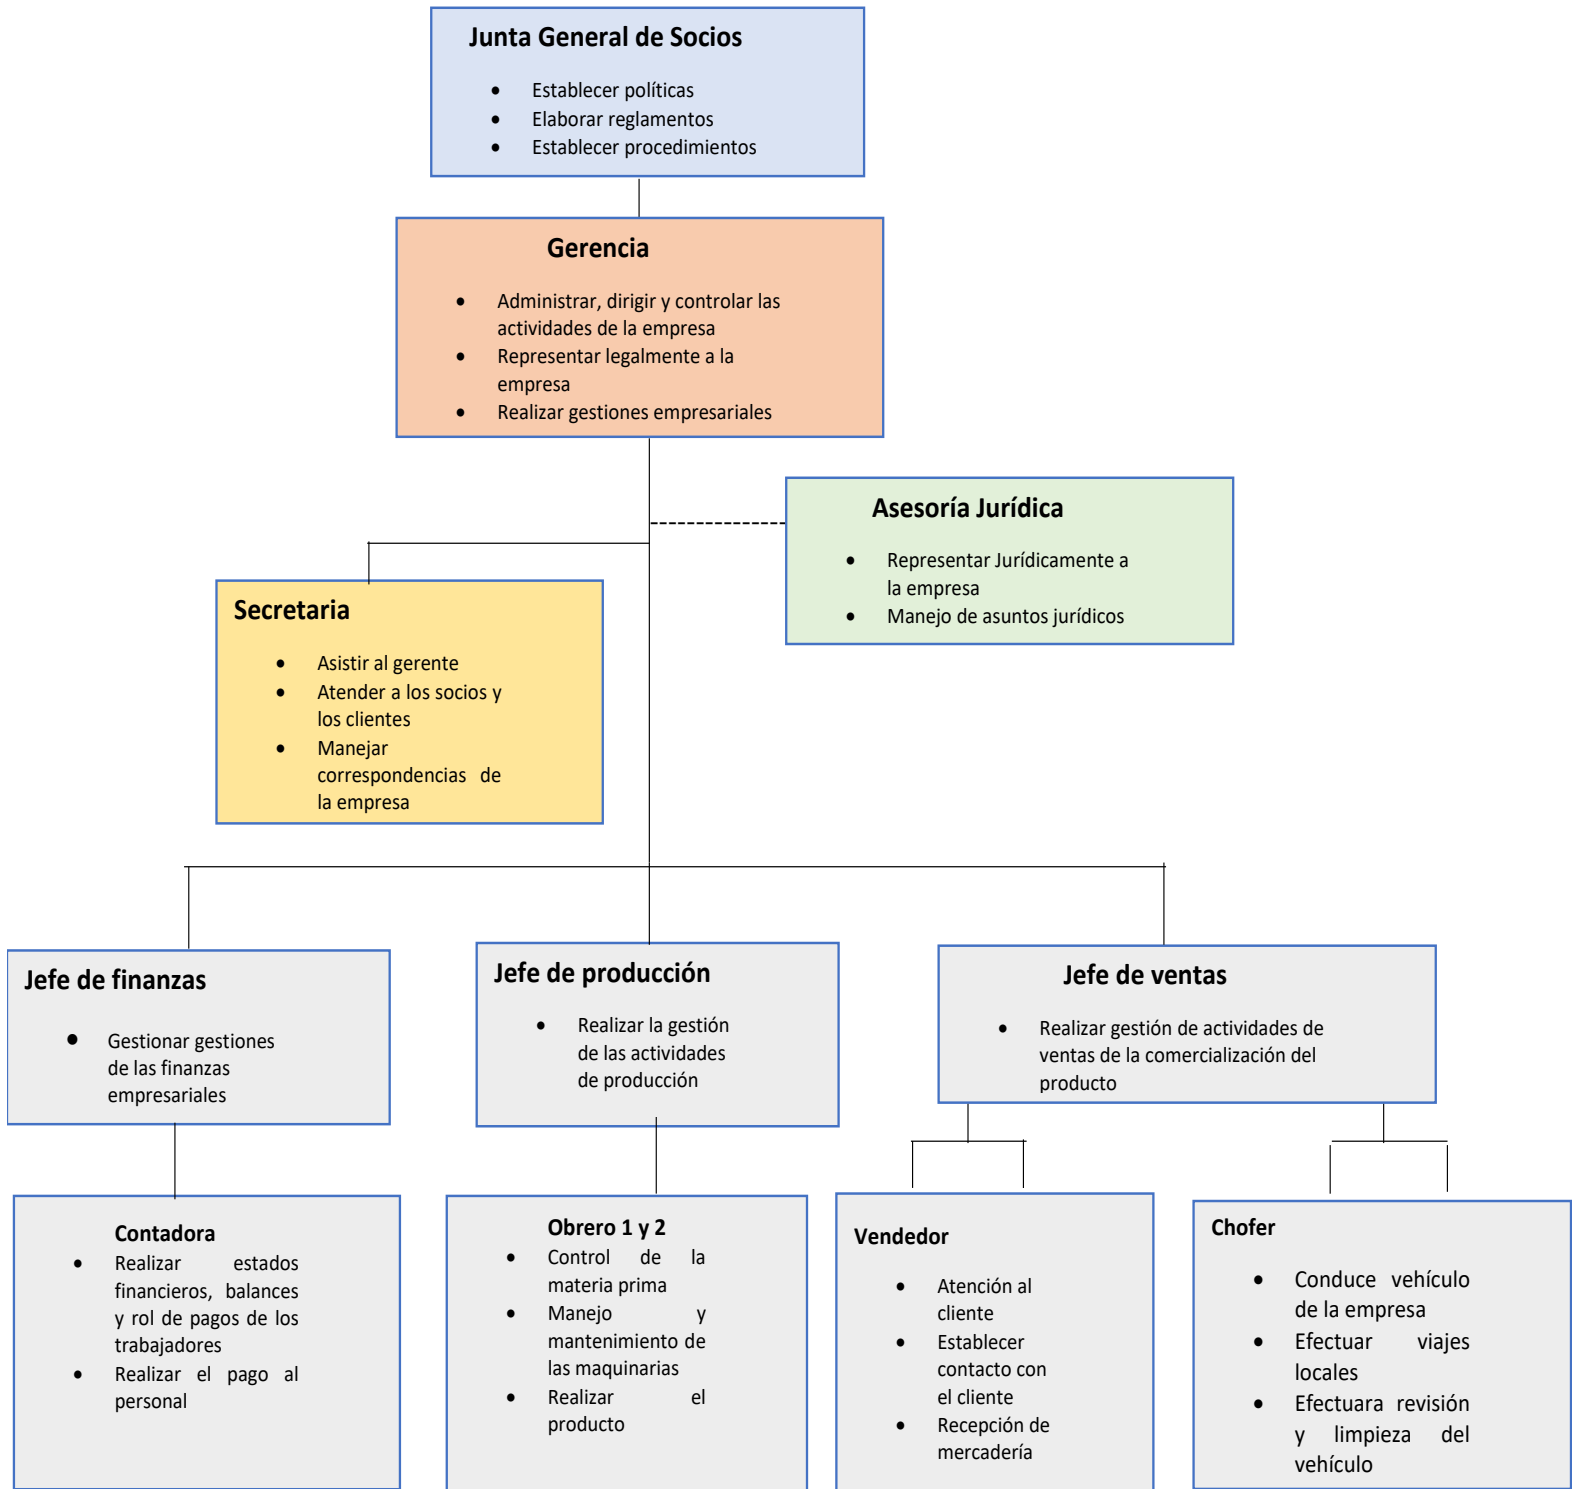 Junta General de Socios
• Establecer políticas
• Elaborar reglamentos
• Establecer procedimientos
Gerencia
• Administrar, dirigir y controlar las
actividades de la empresa
• Representar legalmente a la
empresa
• Realizar gestiones empresariales
Asesoría Jurídica
• Representar Jurídicamente a
la empresa
• Manejo de asuntos jurídicos
Secretaria
• Asistir al gerente
• Atender a los socios y
los clientes
• Manejar
correspondencias de
la empresa
Jefe de finanzas
• Gestionar gestiones
de las finanzas
empresariales
Jefe de producción
• Realizar la gestión
de las actividades
de producción
Jefe de ventas
• Realizar gestión de actividades de
ventas de la comercialización del
producto
Contadora
• Realizar estados
financieros, balances
y rol de pagos de los
trabajadores
• Realizar el pago al
personal
Obrero 1 y 2
• Control de la
materia prima
• Manejo y
mantenimiento de
las maquinarias
• Realizar el
producto
Vendedor
• Atención al
cliente
• Establecer
contacto con
el cliente
• Recepción de
mercadería
Chofer
• Conduce vehículo
de la empresa
• Efectuar viajes
locales
• Efectuara revisión
y limpieza del
vehículo